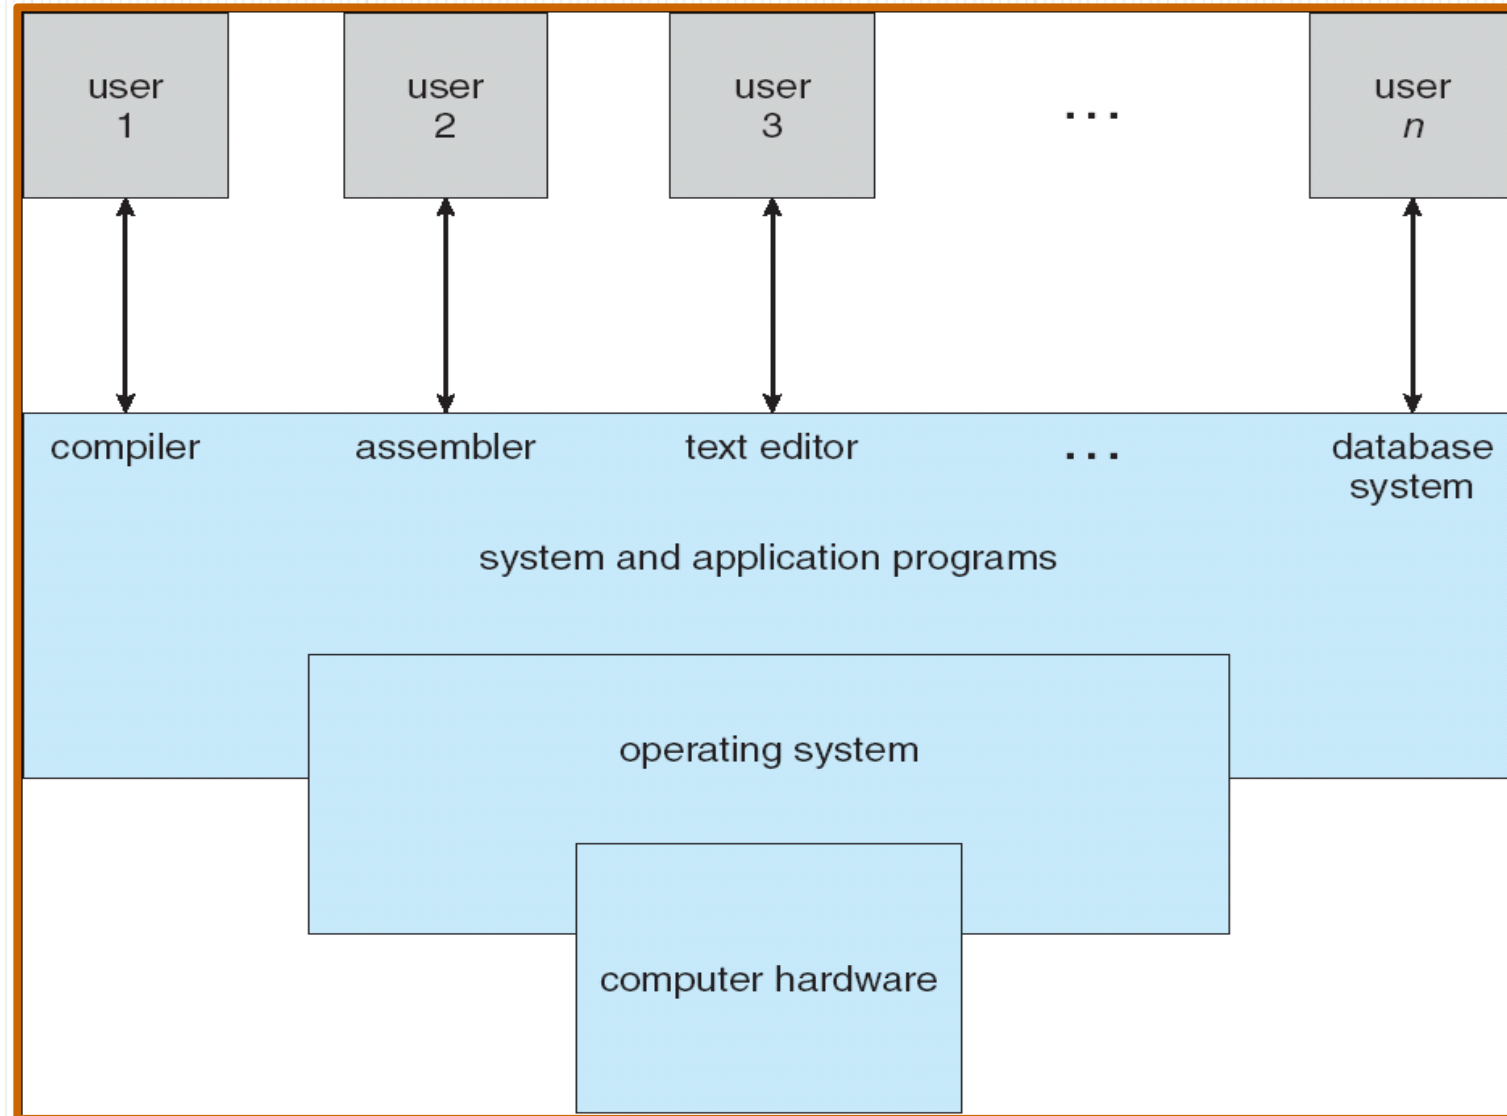 user
1
user
2
user
3
...
user
n
compiler
assembler
text editor
...
database
system
system and application programs
operating system
computer hardware